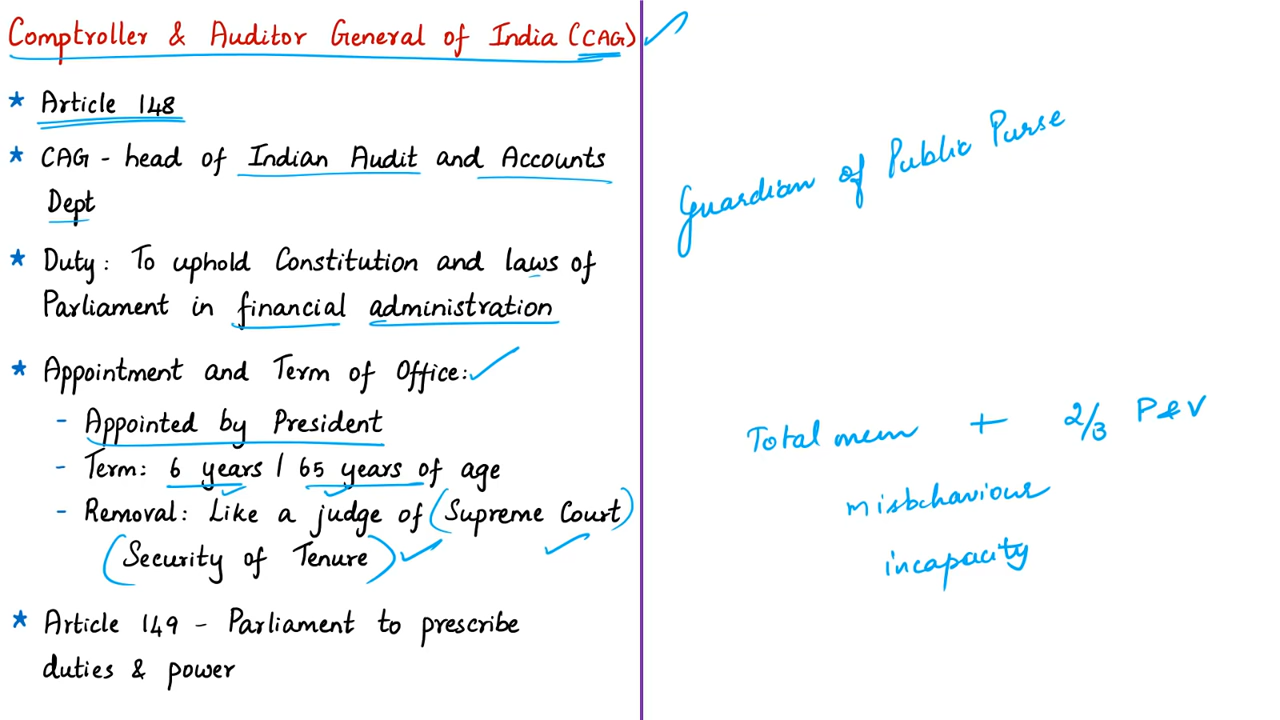 Comptroller & Auditor General of India (CAG)
* Article 148
* CAG - head of Indian Audit and Accounts
Dept
* Duty: To uphold Constitution and laws of
Parliament in financial administration
* Appointment and Term of Office:
- Appointed by President
- Term: 6 years / 65 years of age
- Removal: Like a judge of (Supreme Court)
(Security of Tenure)
* Article 149 - Parliament to prescribe
duties & power
Guardian of Public Purse
Total mem + 2/3 P&V
misbehaviour
incapacity